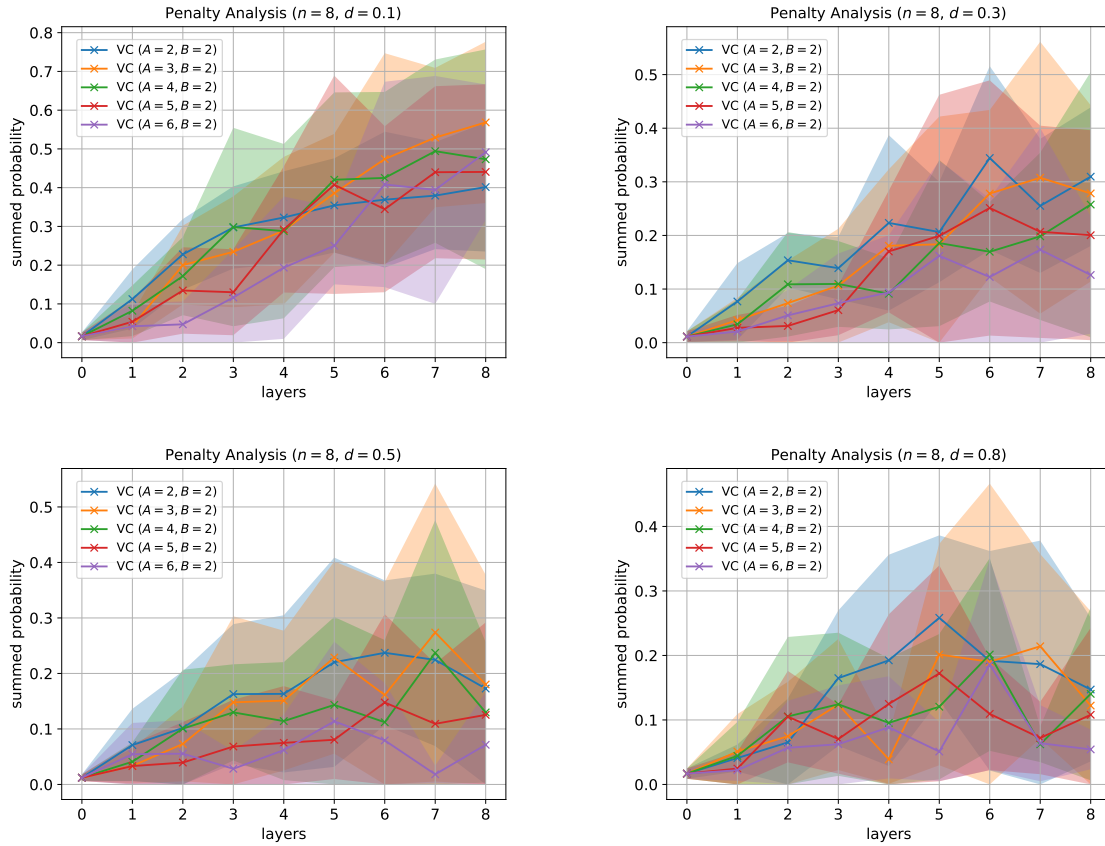 Penalty Analysis (n = 8, d = 0.1)
0.8
0.7
0.6
0.5
0.4
0.3
0.2
0.1
0.0
summed probability
VC (A = 2, B = 2)
VC (A = 3, B = 2)
VC (A = 4, B = 2)
VC (A = 5, B = 2)
VC (A = 6, B = 2)
0 1 2 3 4 5 6 7 8
layers
Penalty Analysis (n = 8, d = 0.3)
0.5
0.4
0.3
0.2
0.1
0.0
summed probability
VC (A = 2, B = 2)
VC (A = 3, B = 2)
VC (A = 4, B = 2)
VC (A = 5, B = 2)
VC (A = 6, B = 2)
0 1 2 3 4 5 6 7 8
layers
Penalty Analysis (n = 8, d = 0.5)
0.5
0.4
0.3
0.2
0.1
0.0
summed probability
VC (A = 2, B = 2)
VC (A = 3, B = 2)
VC (A = 4, B = 2)
VC (A = 5, B = 2)
VC (A = 6, B = 2)
0 1 2 3 4 5 6 7 8
layers
Penalty Analysis (n = 8, d = 0.8)
0.4
0.3
0.2
0.1
0.0
summed probability
VC (A = 2, B = 2)
VC (A = 3, B = 2)
VC (A = 4, B = 2)
VC (A = 5, B = 2)
VC (A = 6, B = 2)
0 1 2 3 4 5 6 7 8
layers